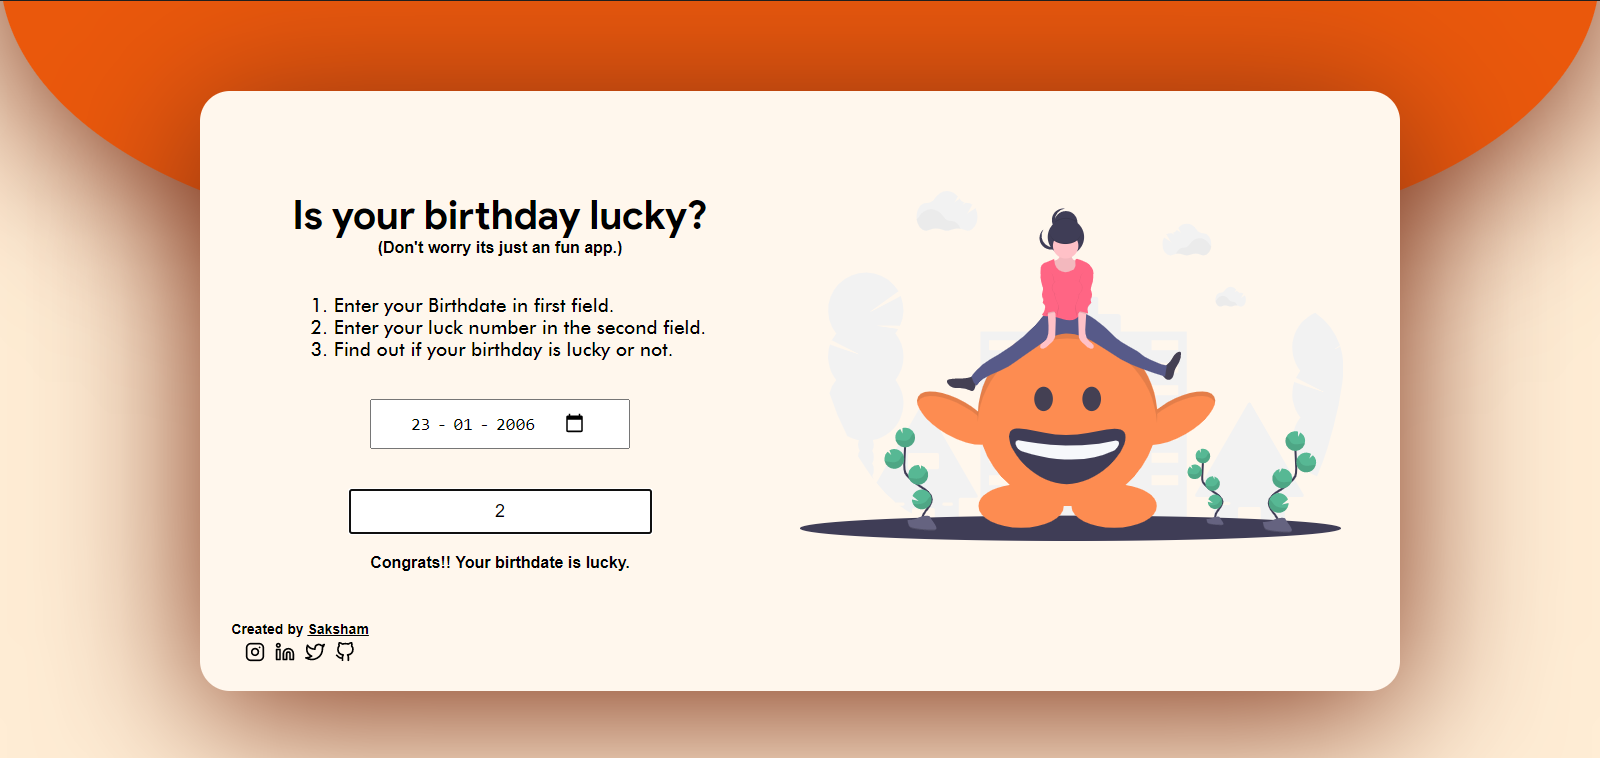 Is your birthday lucky?
(Don't worry its just an fun app.)
1. Enter your Birthdate in first field.
2. Enter your luck number in the second field.
3. Find out if your birthday is lucky or not.
23 - 01 - 2006
2
Congrats!! Your birthdate is lucky.
Created by Saksham